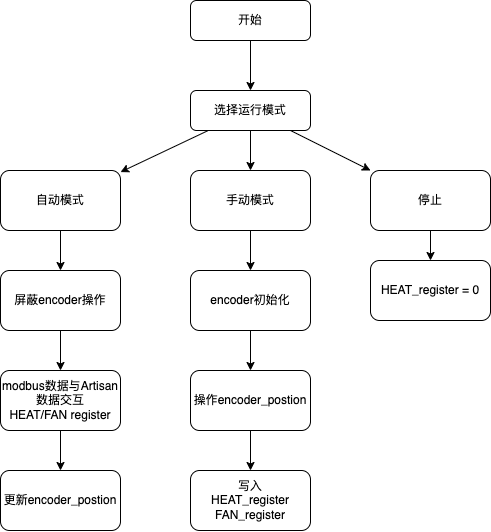 开始
选择运行模式
自动模式
手动模式
停止
屏蔽encoder操作
encoder初始化
HEAT_register = 0
modbus数据与Artisan
数据交互
HEAT/FAN register
操作encoder_postion
更新encoder_postion
写入
HEAT_register
FAN_register